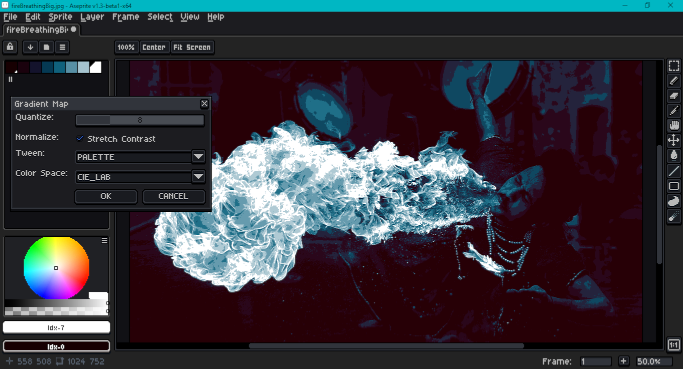 fireBreathingBig.jpg - Aseprite v1.3-beta1-x64
File Edit Sprite Layer Frame Select View Help
fireBreathingBi
100% Center Fit Screen
Gradient Map
Quantize: 8
Normalize: Stretch Contrast
Tween: PALETTE
Color Space: CIE_LAB
OK CANCEL
Idx-7
Idx-0
558 508 1024 752
Frame: 1 50.0%
1:1